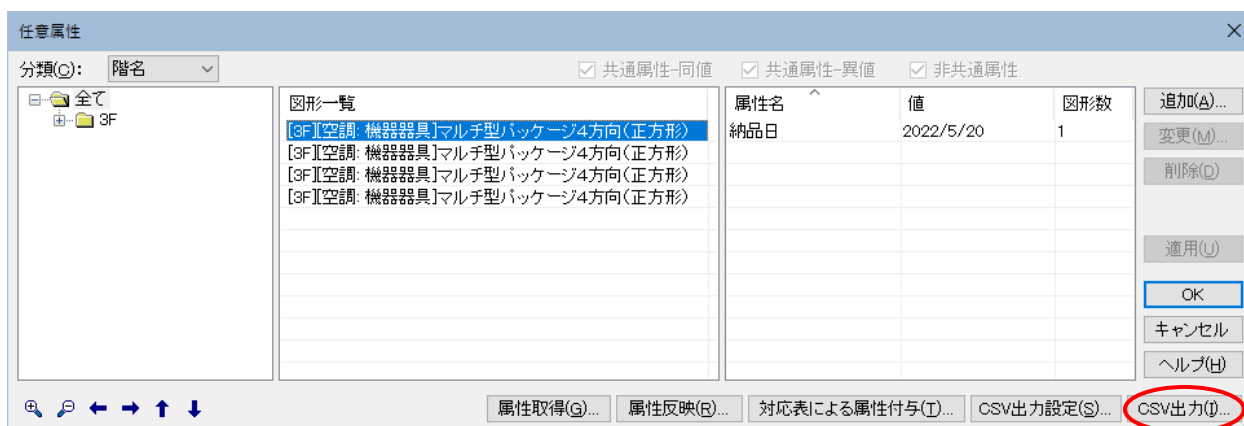 任意属性
分類(C): 階名
共通属性-同値 共通属性-異値 非共通属性
全て
3F
図形一覧
[3F][空調: 機器器具]マルチ型パッケージ4方向(正方形)
[3F][空調: 機器器具]マルチ型パッケージ4方向(正方形)
[3F][空調: 機器器具]マルチ型パッケージ4方向(正方形)
[3F][空調: 機器器具]マルチ型パッケージ4方向(正方形)
属性名 値 図形数
納品日 2022/5/20 1
追加(A)...
変更(M)...
削除(D)
適用(U)
OK
キャンセル
ヘルプ(H)
属性取得(G)... 属性反映(R)... 対応表による属性付与(T)... CSV出力設定(S)... CSV出力(I)...